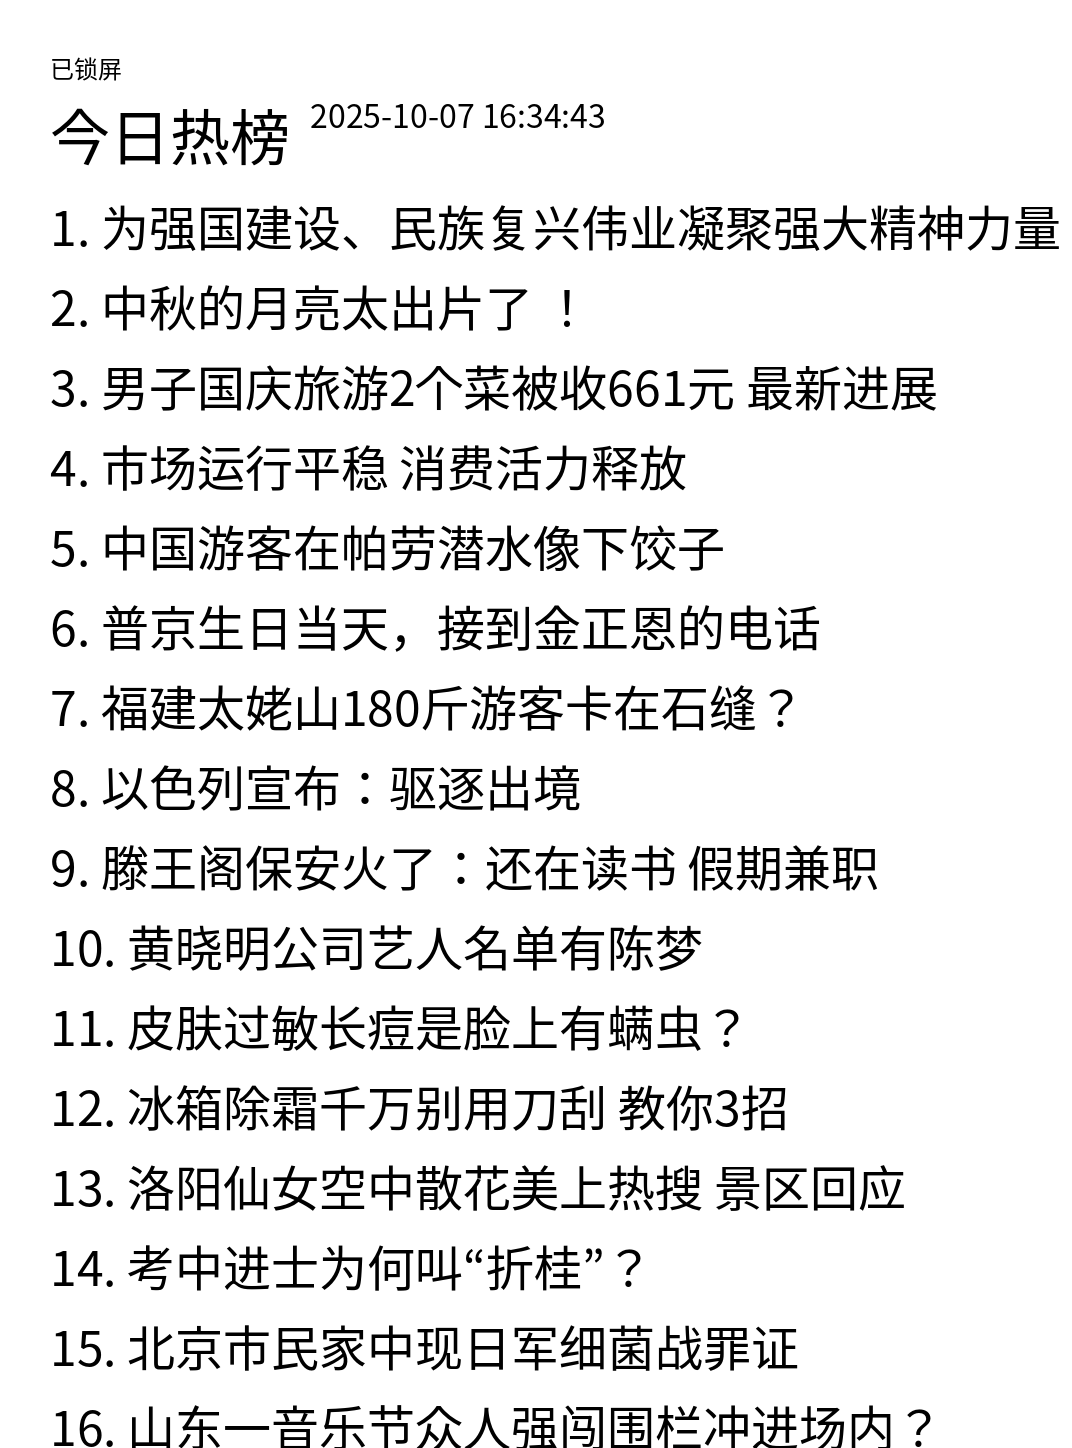 已锁屏
今日热榜 2025-10-07 16:34:43
1. 为强国建设、民族复兴伟业凝聚强大精神力量
2. 中秋的月亮太出片了 ！
3. 男子国庆旅游2个菜被收661元 最新进展
4. 市场运行平稳 消费活力释放
5. 中国游客在帕劳潜水像下饺子
6. 普京生日当天，接到金正恩的电话
7. 福建太姥山180斤游客卡在石缝？
8. 以色列宣布：驱逐出境
9. 滕王阁保安火了：还在读书 假期兼职
10. 黄晓明公司艺人名单有陈梦
11. 皮肤过敏长痘是脸上有螨虫？
12. 冰箱除霜千万别用刀刮 教你3招
13. 洛阳仙女空中散花美上热搜 景区回应
14. 考中进士为何叫“折桂”？
15. 北京市民家中现日军细菌战罪证
16. 山东一音乐节众人强闯围栏冲进场内？